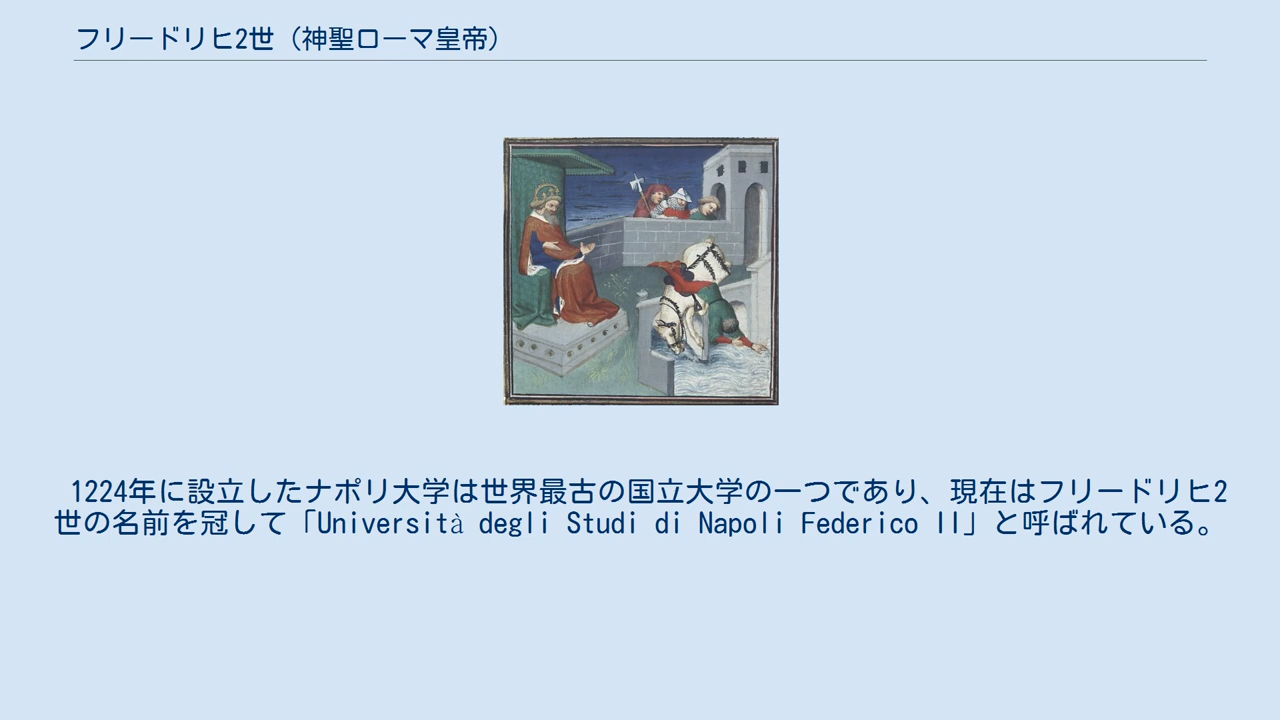 フリードリヒ2世（神聖ローマ皇帝）
1224年に設立したナポリ大学は世界最古の国立大学の一つであり、現在はフリードリヒ2
世の名前を冠して「Università degli Studi di Napoli Federico II」と呼ばれている。